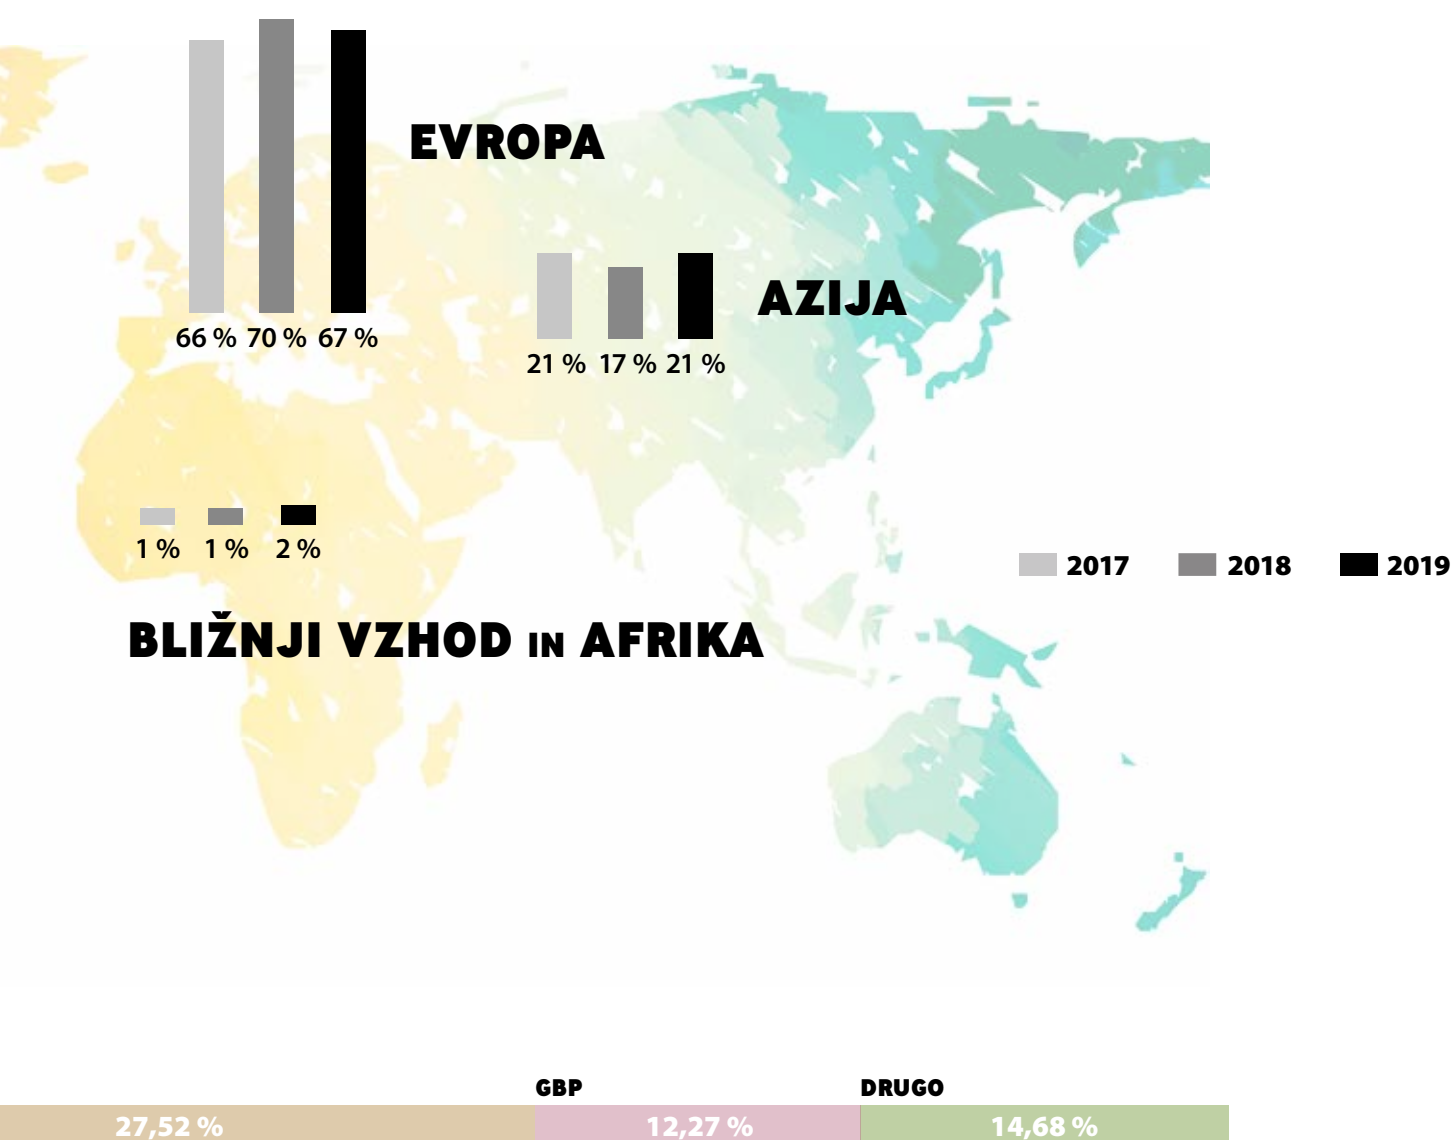 EVROPA
66 % 70 % 67 %
AZIJA
21 % 17 % 21 %
1 % 1 % 2 %
BLIŽNJI VZHOD IN AFRIKA
2017 2018 2019
GBP DRUGO
27,52 % 12,27 % 14,68 %